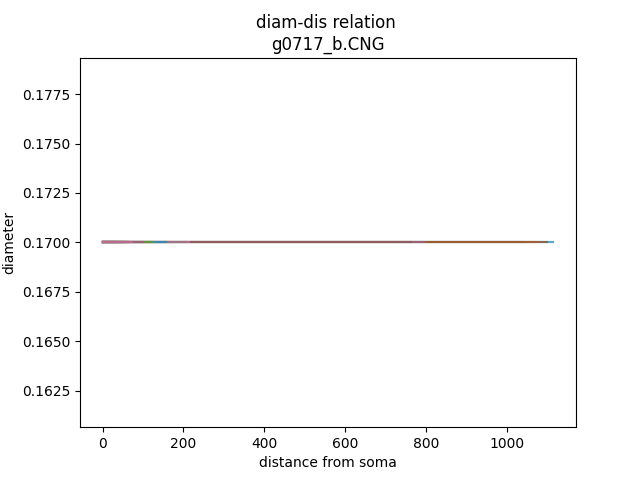 diam-dis relation
g0717_b.CNG
0.1775
0.1750
0.1725
0.1700
0.1675
0.1650
0.1625
diameter
0 200 400 600 800 1000
distance from soma